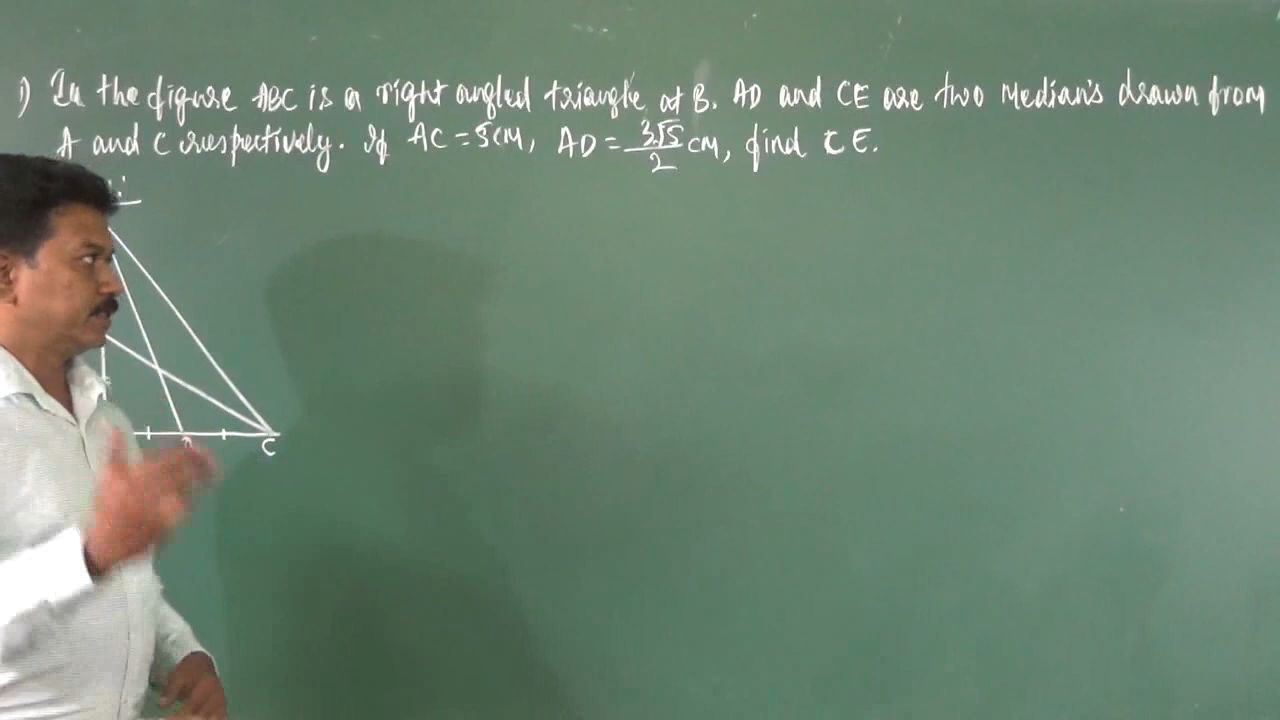 1) In the figure ABC is a right angled triangle at B. AD and CE are two Median's drawn from
A and C respectively. If AC = 5cm, AD = 3√5/2 cm, find CE.
C